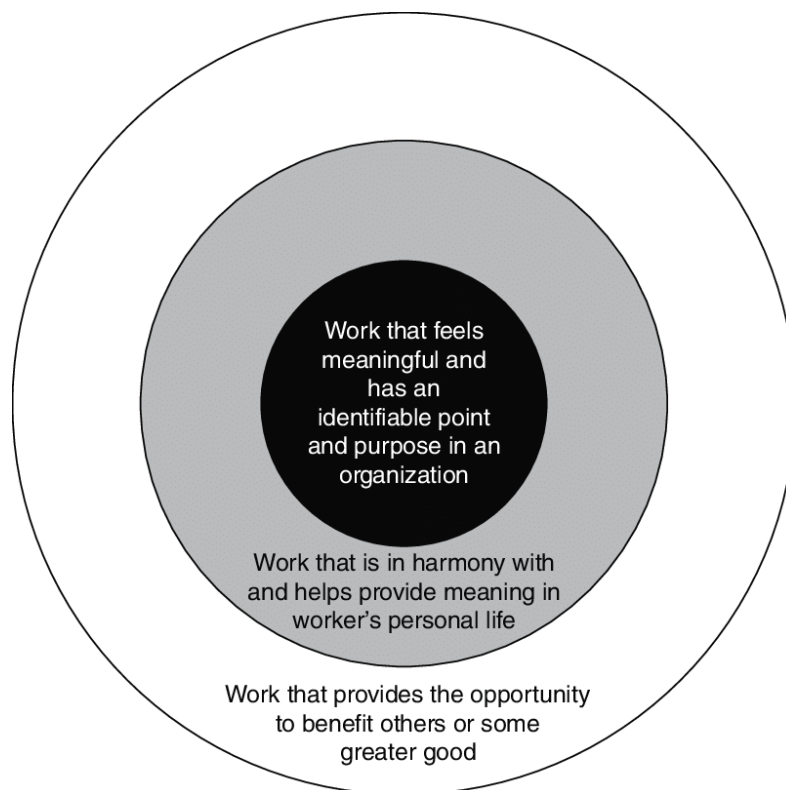 Work that feels
meaningful and
has an
identifiable point
and purpose in an
organization
Work that is in harmony with
and helps provide meaning in
worker's personal life
Work that provides the opportunity
to benefit others or some
greater good